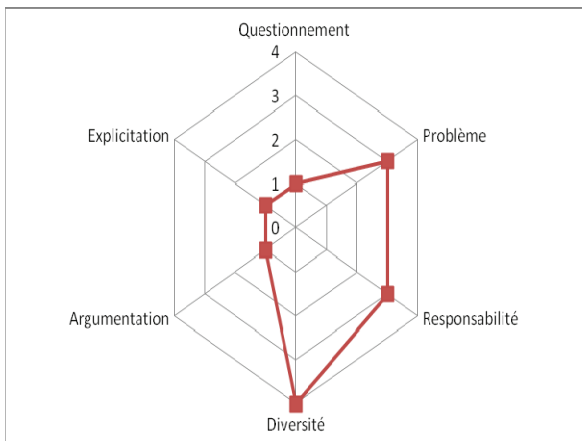 Questionnement
4
3
Explicitation
Problème
2
1
0
Argumentation
Responsabilité
Diversité